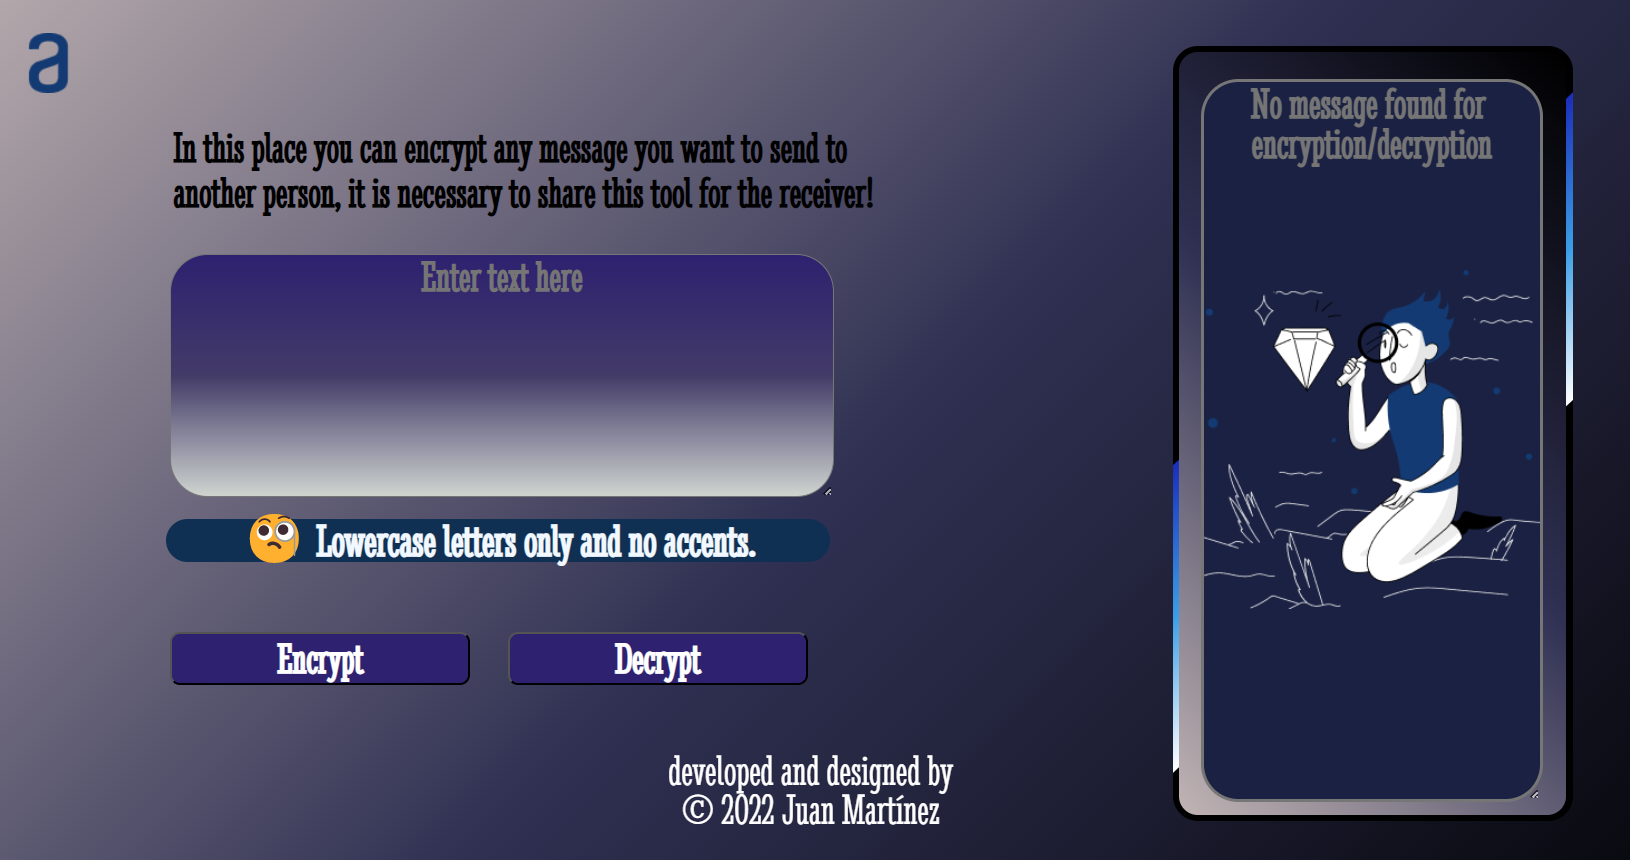 a
In this place you can encrypt any message you want to send to
another person, it is necessary to share this tool for the receiver!
Enter text here
Lowercase letters only and no accents.
Encrypt
Decrypt
No message found for
encryption/decryption
developed and designed by
© 2022 Juan Martínez